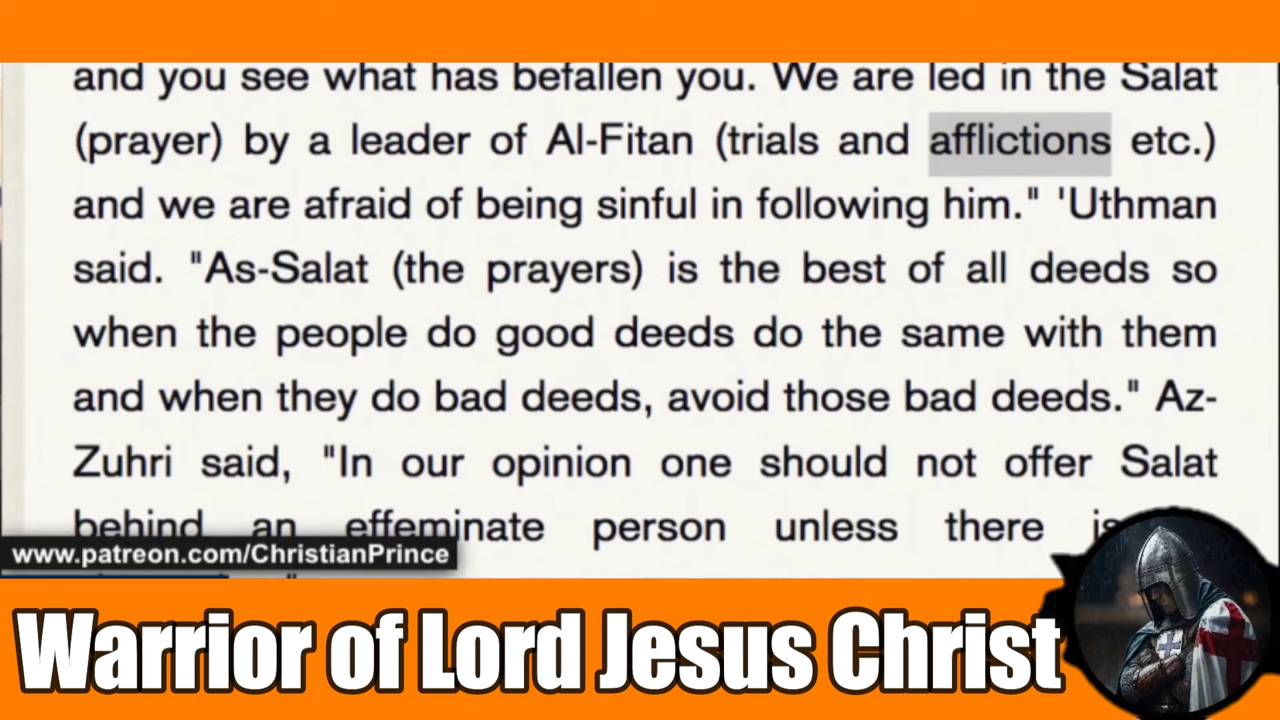 and you see what has befallen you. We are led in the Salat
(prayer) by a leader of Al-Fitan (trials and afflictions etc.)
and we are afraid of being sinful in following him." 'Uthman
said. "As-Salat (the prayers) is the best of all deeds so
when the people do good deeds do the same with them
and when they do bad deeds, avoid those bad deeds." Az-
Zuhri said, "In our opinion one should not offer Salat
behind an effeminate person unless there is
www.patreon.com/ChristianPrince
Warrior of Lord Jesus Christ